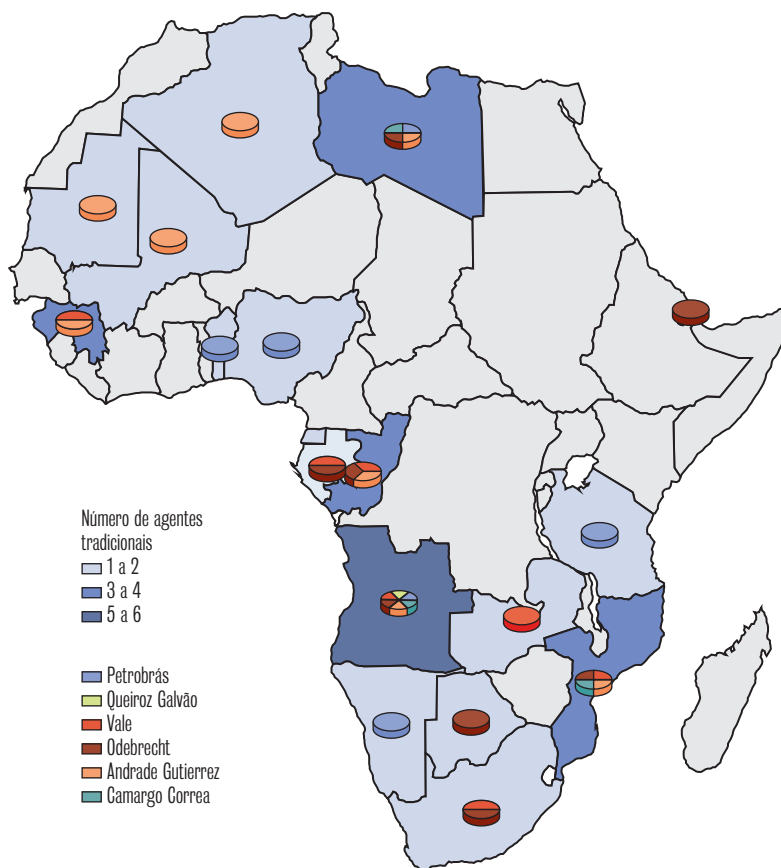 Número de agentes
tradicionais
1 a 2
3 a 4
5 a 6
Petrobrás
Queiroz Galvão
Vale
Odebrecht
Andrade Gutierrez
Camargo Correa